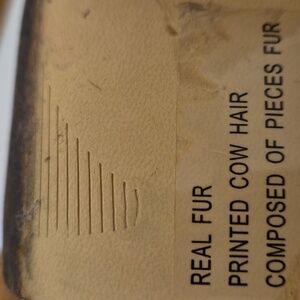 REAL FUR
PRINTED COW HAIR
COMPOSED OF PIECES FUR